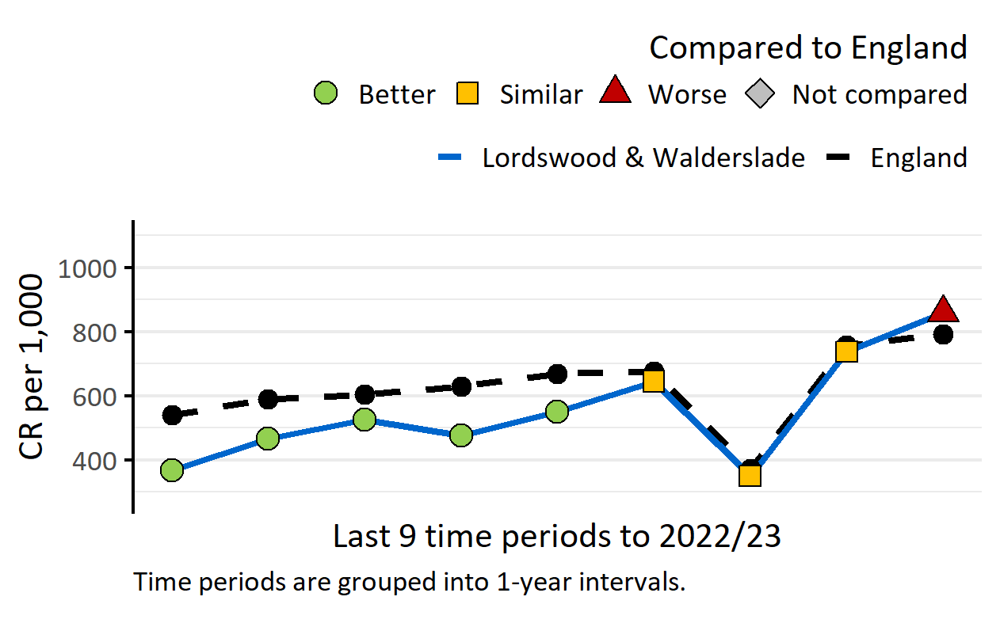 Compared to England
Better Similar Worse Not compared
Lordswood & Walderslade England
CR per 1,000
1000
800
600
400
Last 9 time periods to 2022/23
Time periods are grouped into 1-year intervals.